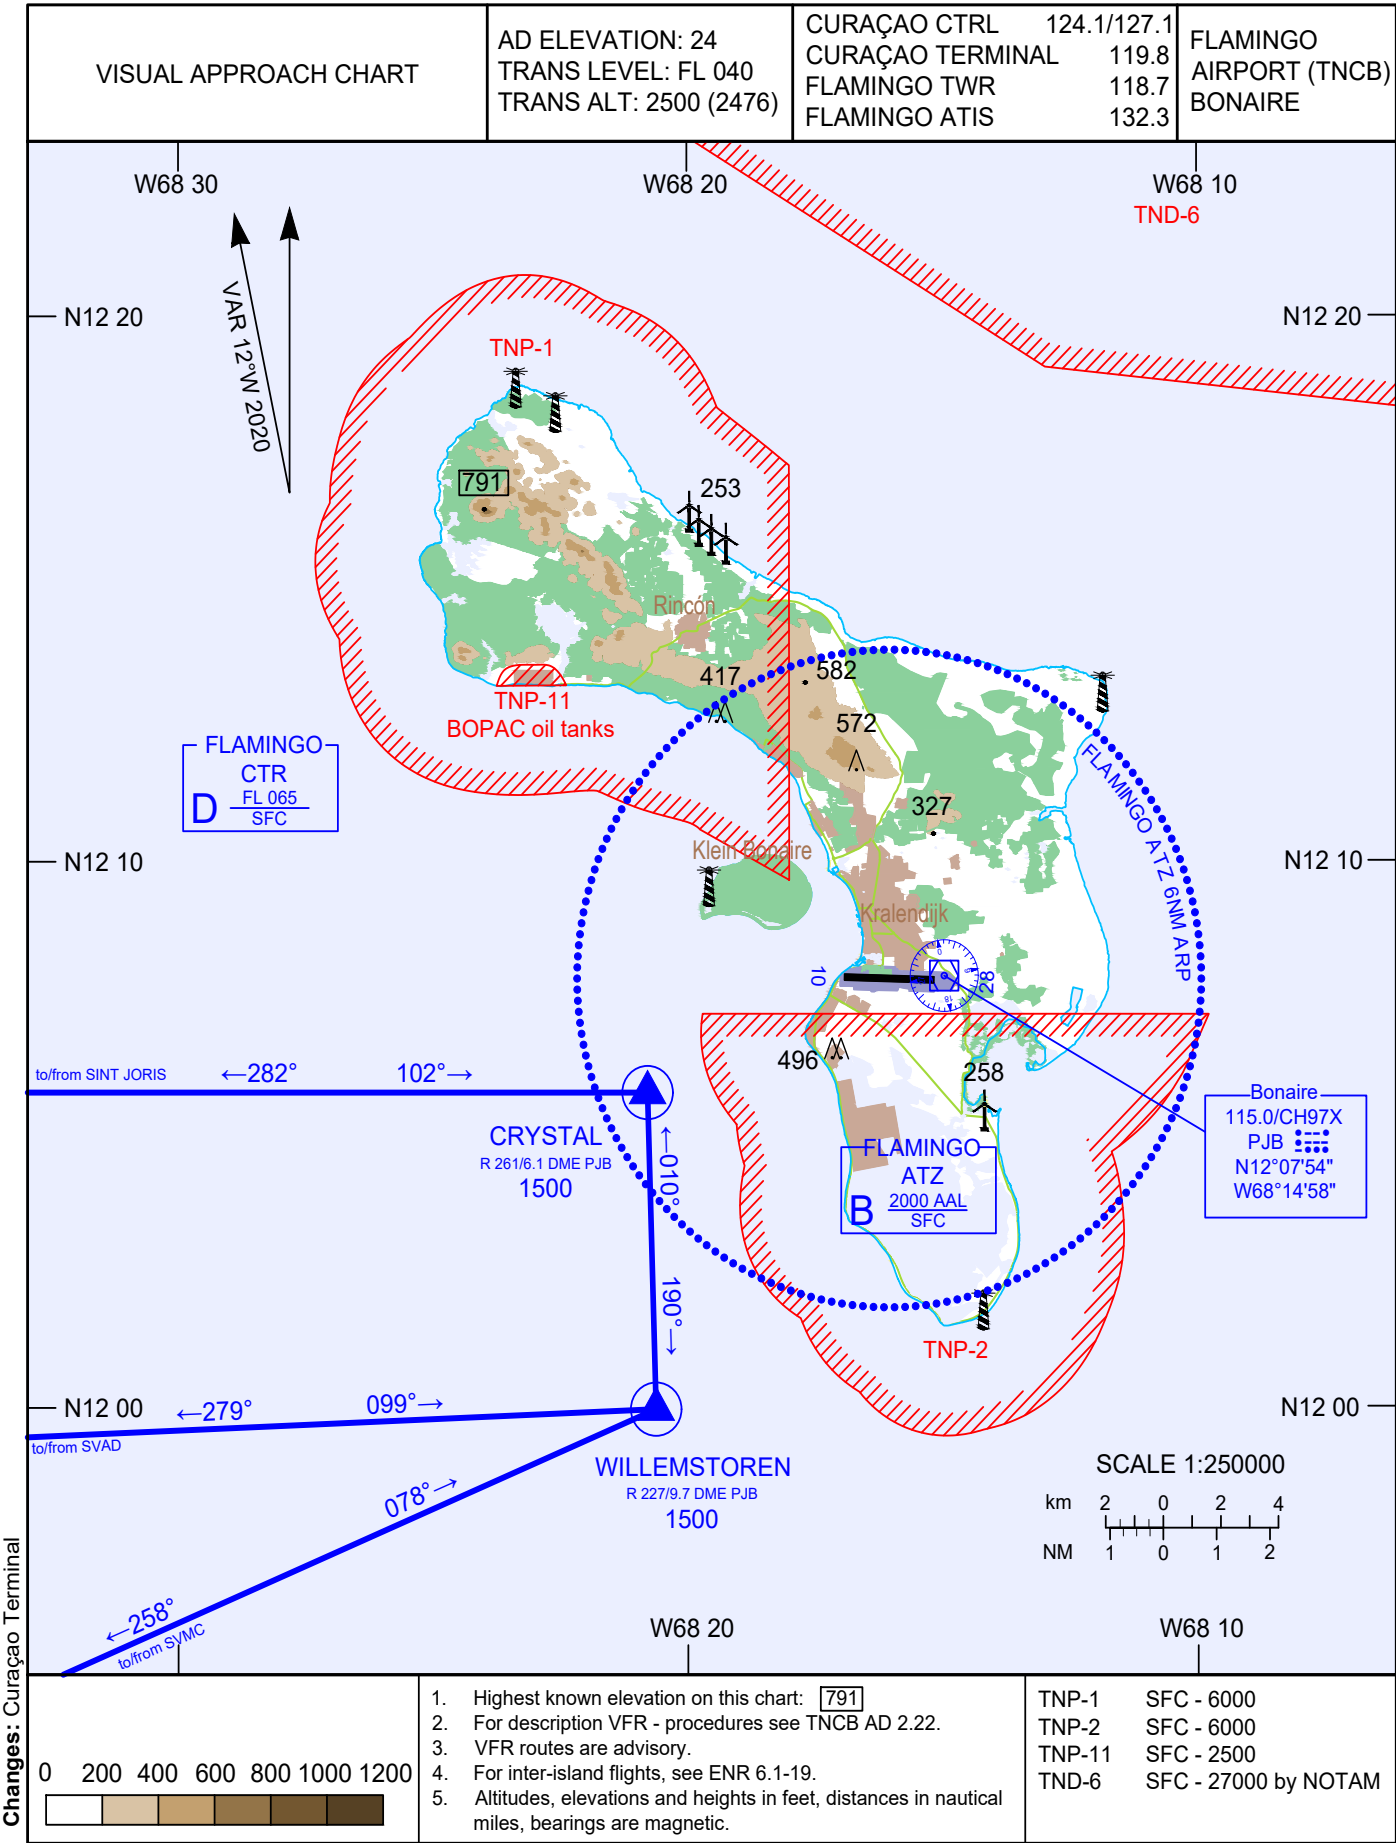 VISUAL APPROACH CHART
AD ELEVATION: 24
TRANS LEVEL: FL 040
TRANS ALT: 2500 (2476)
CURAÇAO CTRL 124.1/127.1
CURAÇAO TERMINAL 119.8
FLAMINGO TWR 118.7
FLAMINGO ATIS 132.3
FLAMINGO
AIRPORT (TNCB)
BONAIRE
W68 30
W68 20
W68 10
TND-6
VAR 12°W 2020
N12 20
N12 20
TNP-1
791
253
Rincón
417
582
TNP-11
BOPAC oil tanks
572
FLAMINGO
CTR
D FL 065
SFC
327
FLAMINGO ATZ 6NM ARP
N12 10
N12 10
Klein Bonaire
Kralendijk
10
28
0
9
18
496
258
to/from SINT JORIS
←282°
102°→
CRYSTAL
R 261/6.1 DME PJB
1500
←010°
190°→
FLAMINGO
ATZ
B 2000 AAL
SFC
Bonaire
115.0/CH97X
PJB
N12°07'54"
W68°14'58"
TNP-2
N12 00
N12 00
←279°
099°→
to/from SVAD
WILLEMSTOREN
R 227/9.7 DME PJB
1500
078°→
←258°
to/from SVMC
SCALE 1:250000
km 2 0 2 4
NM 1 0 1 2
W68 20
W68 10
Changes: Curaçao Terminal
0 200 400 600 800 1000 1200
1. Highest known elevation on this chart: 791
2. For description VFR - procedures see TNCB AD 2.22.
3. VFR routes are advisory.
4. For inter-island flights, see ENR 6.1-19.
5. Altitudes, elevations and heights in feet, distances in nautical
miles, bearings are magnetic.
TNP-1 SFC - 6000
TNP-2 SFC - 6000
TNP-11 SFC - 2500
TND-6 SFC - 27000 by NOTAM